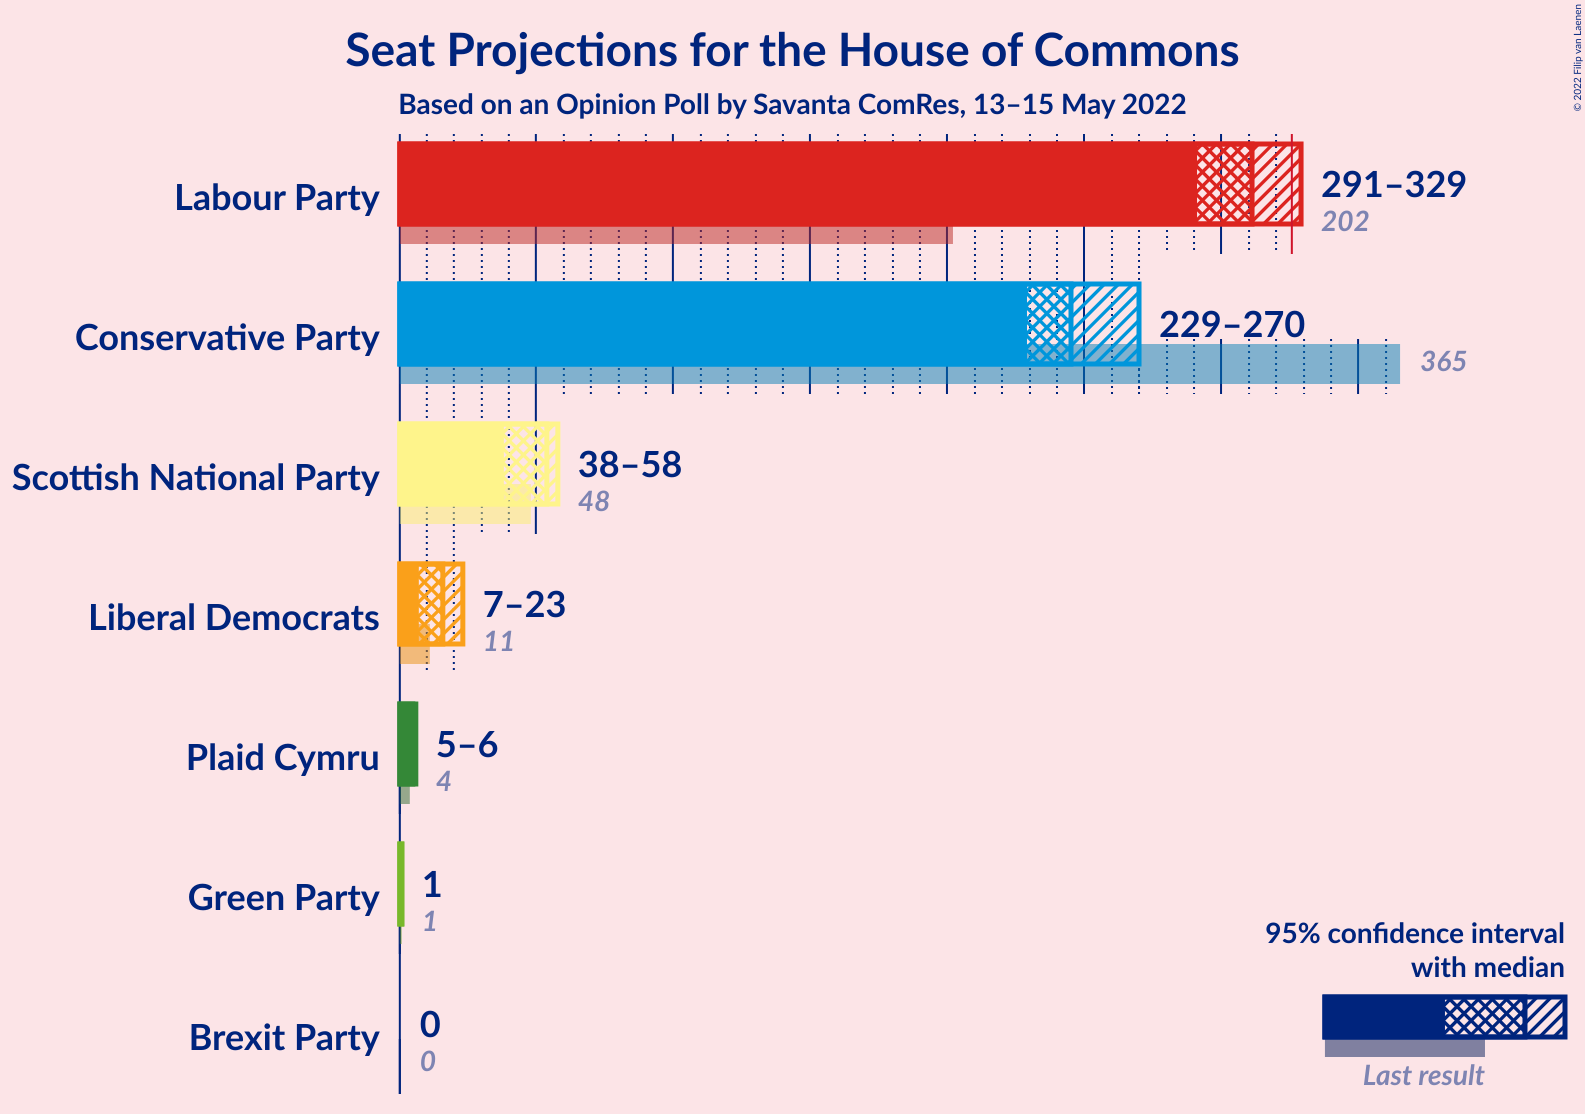 Seat Projections for the House of Commons
Based on an Opinion Poll by Savanta ComRes, 13–15 May 2022
© 2022 Filip van Laenen
Labour Party
291–329
202
Conservative Party
229–270
365
Scottish National Party
38–58
48
Liberal Democrats
7–23
11
Plaid Cymru
5–6
4
Green Party
1
1
Brexit Party
0
0
95% confidence interval
with median
Last result